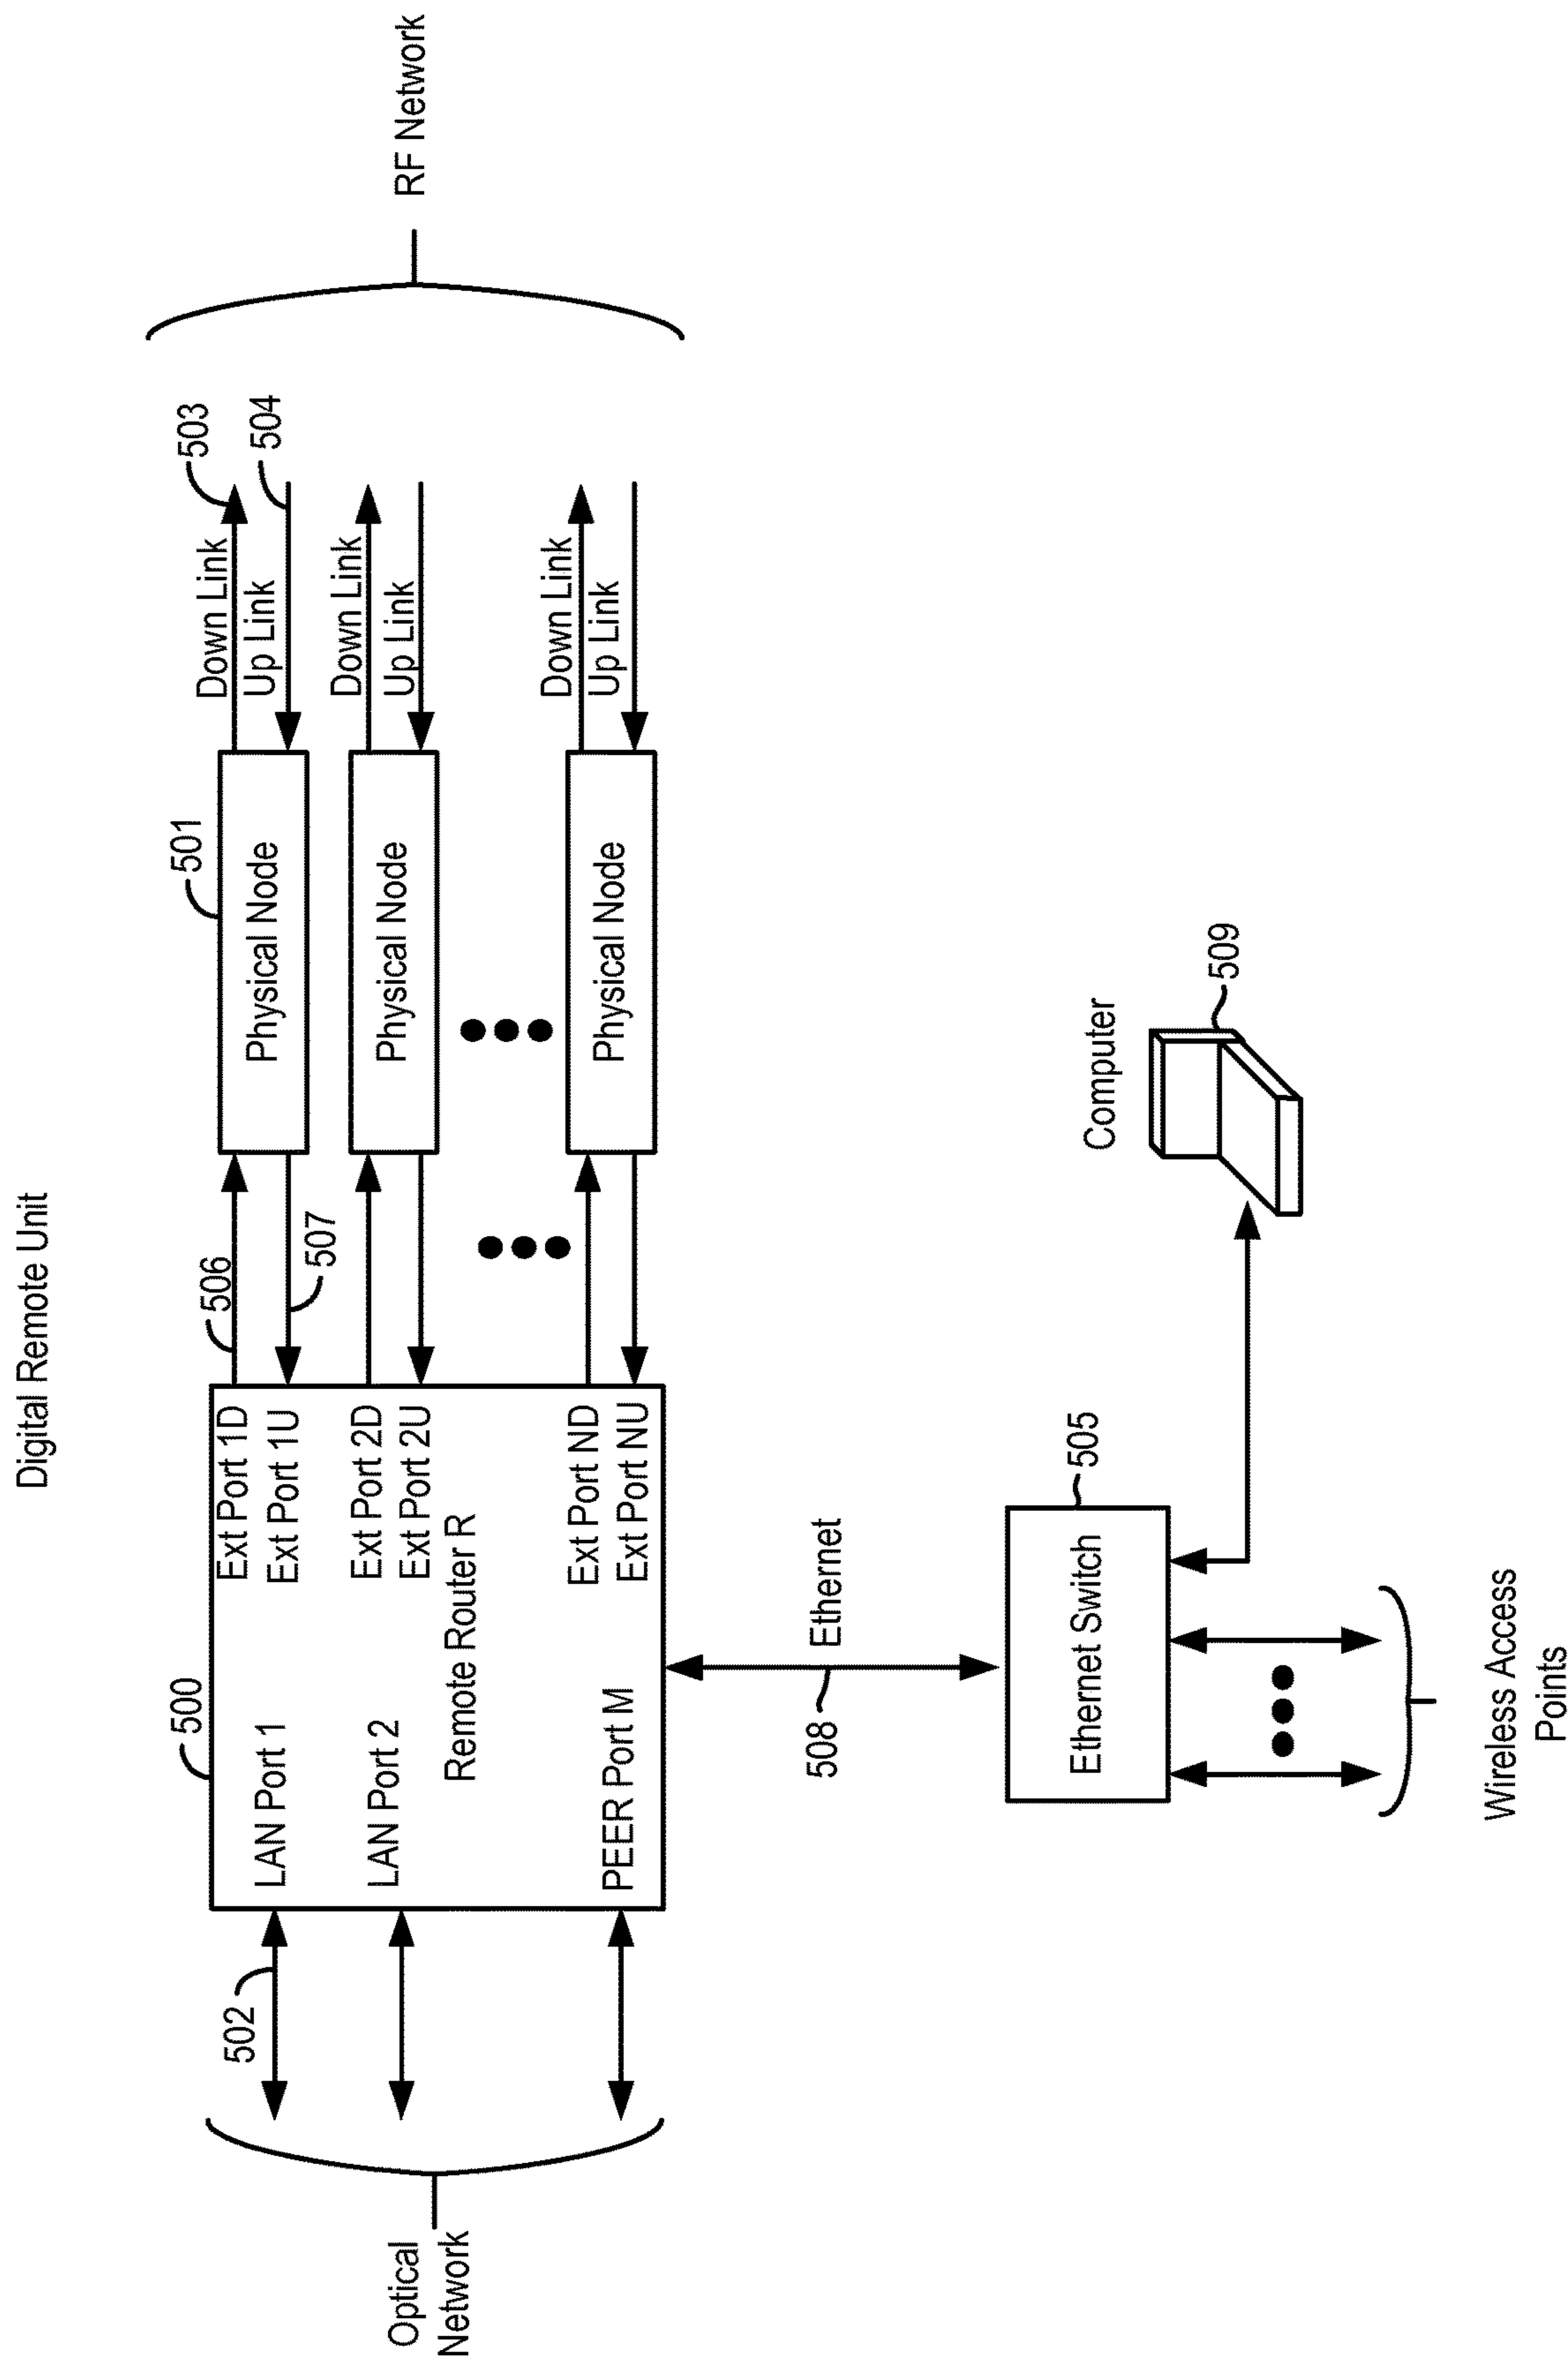 Digital Remote Unit
500
LAN Port 1
LAN Port 2
PEER Port M
Remote Router R
Ext Port 1D
Ext Port 1U
Ext Port 2D
Ext Port 2U
Ext Port ND
Ext Port NU
502
Optical
Network
506
507
501
Physical Node
Physical Node
Physical Node
Down Link
Up Link
Down Link
Up Link
Down Link
Up Link
503
504
RF Network
508
Ethernet
505
Ethernet Switch
Wireless Access
Points
Computer
509